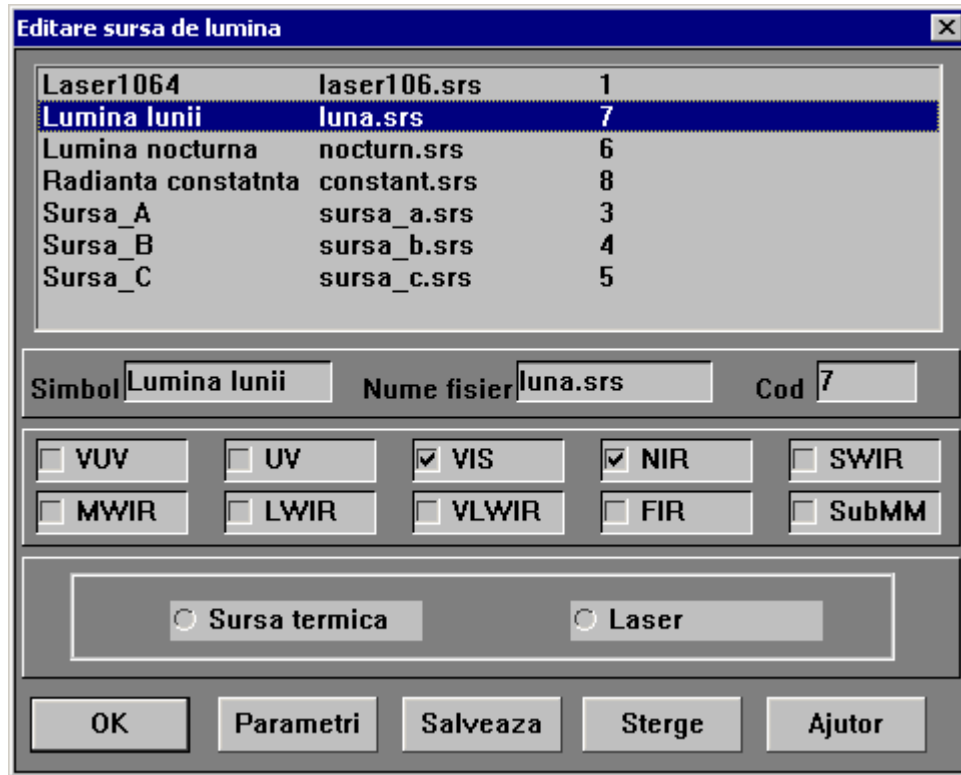 Editare sursa de lumina
Laser1064 laser106.srs 1
Lumina lunii luna.srs 7
Lumina nocturna nocturn.srs 6
Radianta constatnta constant.srs 8
Sursa_A sursa_a.srs 3
Sursa_B sursa_b.srs 4
Sursa_C sursa_c.srs 5
Simbol Lumina lunii Nume fisier luna.srs Cod 7
VUV UV VIS NIR SWIR
MWIR LWIR VLWIR FIR SubMM
Sursa termica Laser
OK Parametri Salveaza Sterge Ajutor